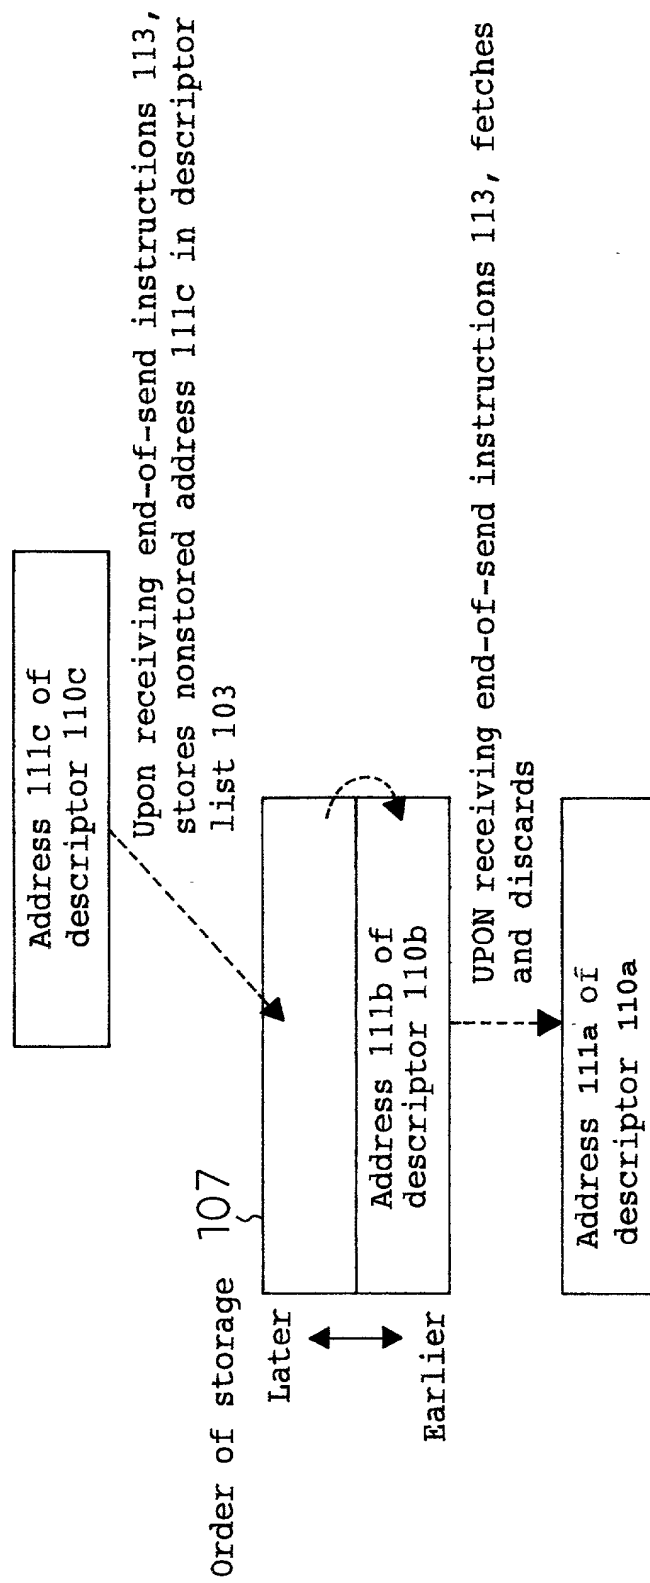 Address 111c of
descriptor 110c
Upon receiving end-of-send instructions 113,
stores nonstored address 111c in descriptor
list 103
Order of storage
107
Later
Earlier
Address 111b of
descriptor 110b
UPON receiving end-of-send instructions 113, fetches
and discards
Address 111a of
descriptor 110a